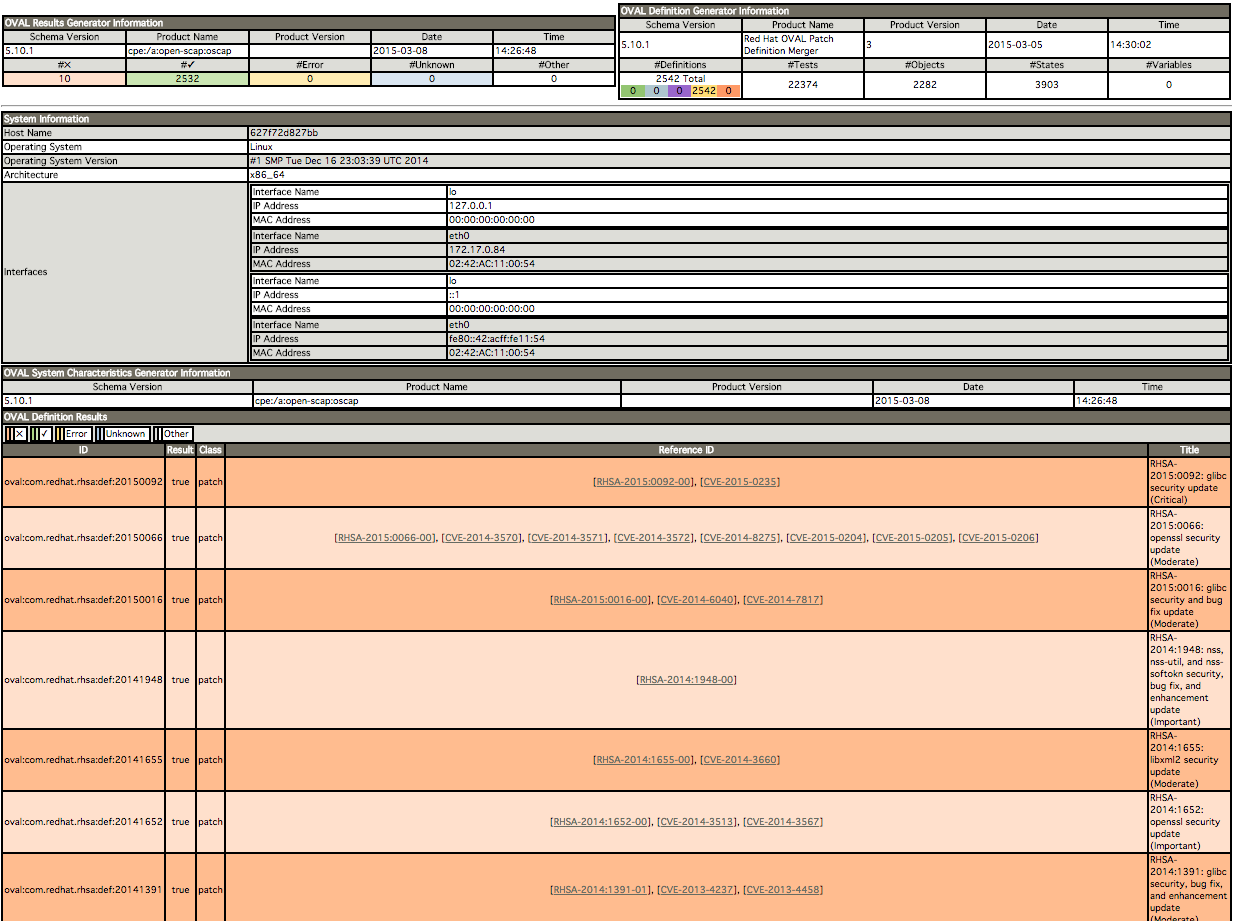 OVAL Results Generator Information
Schema Version Product Name Product Version Date Time
5.10.1 cpe:/a:open-scap:oscap 2015-03-08 14:26:48
#✕ #✓ #Error #Unknown #Other
10 2532 0 0 0
OVAL Definition Generator Information
Schema Version Product Name Product Version Date Time
5.10.1 Red Hat OVAL Patch Definition Merger 3 2015-03-05 14:30:02
#Definitions #Tests #Objects #States #Variables
2542 Total 22374 2282 3903 0
0 0 0 2542 0
System Information
Host Name 627f72d827bb
Operating System Linux
Operating System Version #1 SMP Tue Dec 16 23:03:39 UTC 2014
Architecture x86_64
Interfaces
Interface Name lo
IP Address 127.0.0.1
MAC Address 00:00:00:00:00:00
Interface Name eth0
IP Address 172.17.0.84
MAC Address 02:42:AC:11:00:54
Interface Name lo
IP Address ::1
MAC Address 00:00:00:00:00:00
Interface Name eth0
IP Address fe80::42:acff:fe11:54
MAC Address 02:42:AC:11:00:54
OVAL System Characteristics Generator Information
Schema Version Product Name Product Version Date Time
5.10.1 cpe:/a:open-scap:oscap 2015-03-08 14:26:48
OVAL Definition Results
✕ ✓ Error Unknown Other
ID Result Class Reference ID Title
oval:com.redhat.rhsa:def:20150092 true patch [RHSA-2015:0092-00], [CVE-2015-0235]
RHSA-
2015:0092: glibc
security update
(Critical)
oval:com.redhat.rhsa:def:20150066 true patch [RHSA-2015:0066-00], [CVE-2014-3570], [CVE-2014-3571], [CVE-2014-3572], [CVE-2014-8275], [CVE-2015-0204], [CVE-2015-0205], [CVE-2015-0206]
RHSA-
2015:0066:
openssl security
update
(Moderate)
oval:com.redhat.rhsa:def:20150016 true patch [RHSA-2015:0016-00], [CVE-2014-6040], [CVE-2014-7817]
RHSA-
2015:0016: glibc
security and bug
fix update
(Moderate)
oval:com.redhat.rhsa:def:20141948 true patch [RHSA-2014:1948-00]
RHSA-
2014:1948: nss,
nss-util, and nss-
softokn security,
bug fix, and
enhancement
update
(Important)
oval:com.redhat.rhsa:def:20141655 true patch [RHSA-2014:1655-00], [CVE-2014-3660]
RHSA-
2014:1655:
libxml2 security
update
(Moderate)
oval:com.redhat.rhsa:def:20141652 true patch [RHSA-2014:1652-00], [CVE-2014-3513], [CVE-2014-3567]
RHSA-
2014:1652:
openssl security
update
(Important)
oval:com.redhat.rhsa:def:20141391 true patch [RHSA-2014:1391-01], [CVE-2013-4237], [CVE-2013-4458]
RHSA-
2014:1391: glibc
security, bug fix,
and enhancement
update
(Moderate)